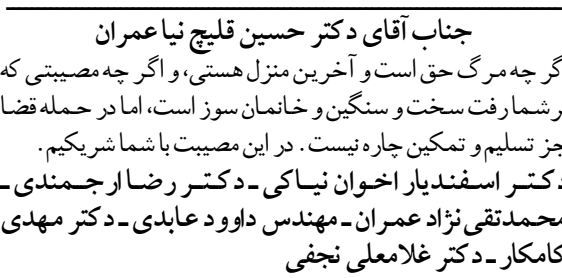 جناب آقای دکتر حسین قلیچ نیا عمران
گر چه مرگ حق است و آخرین منزل هستی، و اگر چه مصیبتی که
ر شما رفت سخت و سنگین و خانمان سوز است، اما در حمله قضا
جز تسلیم و تمکین چاره نیست. در این مصیبت با شما شریکیم.
دکتر اسفندیار اخوان نیاکی ـ دکتر رضا ارجمندی ـ
محمدتقی نژاد عمران ـ مهندس داوود عابدی ـ دکتر مهدی
کامکار ـ دکتر غلامعلی نجفی